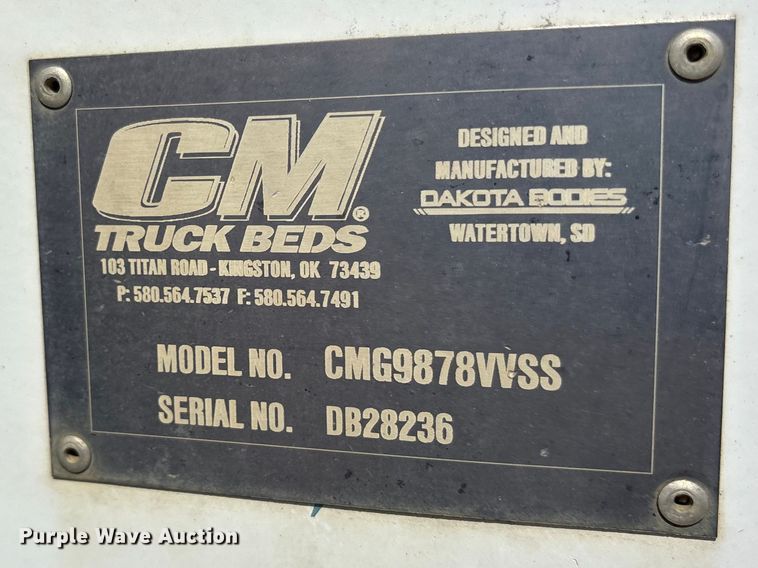 CM®
TRUCK BEDS
103 TITAN ROAD - KINGSTON, OK 73439
P: 580.564.7537 F: 580.564.7491
DESIGNED AND
MANUFACTURED BY:
DAKOTA BODIES
WATERTOWN, SD
MODEL NO. CMG9878VVSS
SERIAL NO. DB28236
Purple Wave Auction